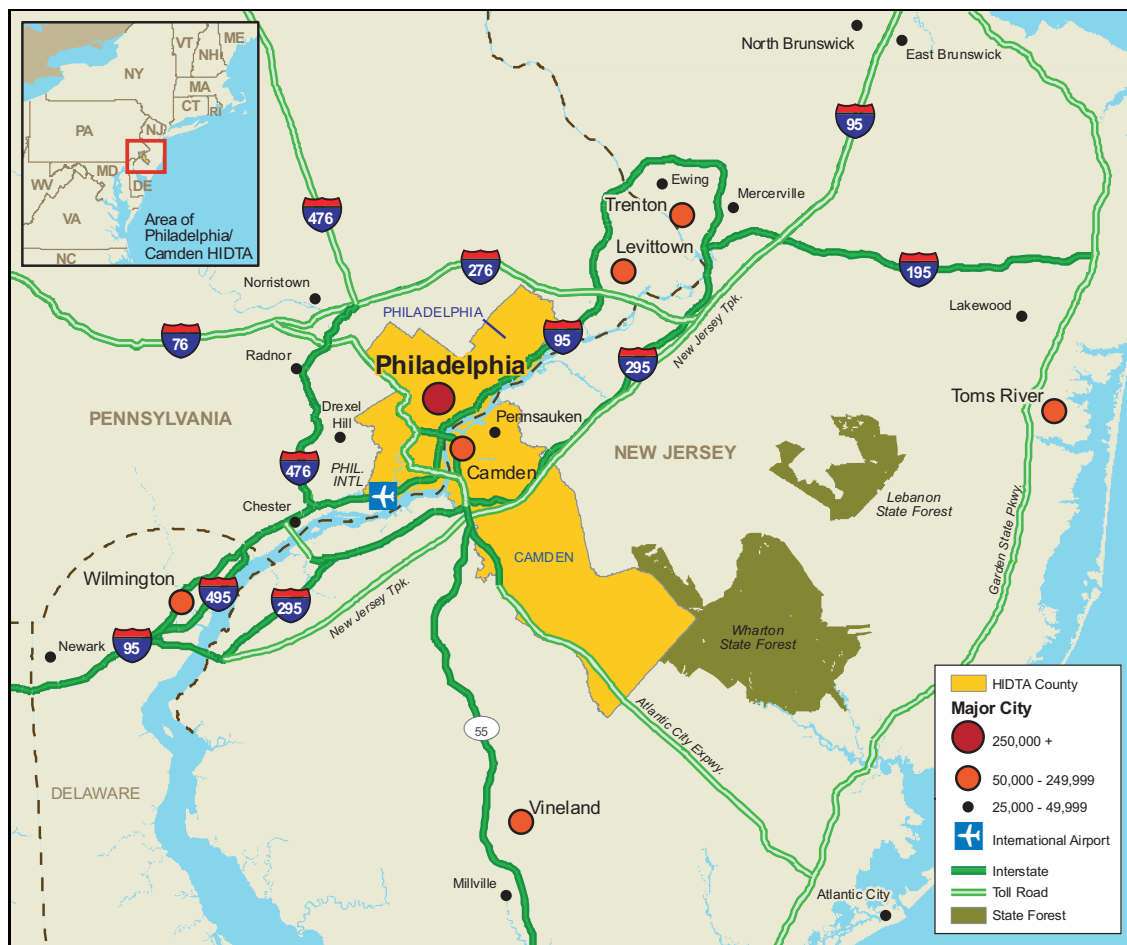 VT
ME
NH
NY
MA
CT
RI
PA
NJ
MD
WV
DE
VA
NC
Area of
Philadelphia/
Camden HIDTA
North Brunswick
East Brunswick
95
476
Ewing
Trenton
Mercerville
Levittown
276
195
Norristown
PHILADELPHIA
New Jersey Tpk.
Lakewood
76
95
Radnor
295
Philadelphia
PENNSYLVANIA
Toms River
Drexel
Hill
Pennsauken
NEW JERSEY
476
PHIL.
INTL
Camden
Lebanon
State Forest
Chester
Garden State Pkwy.
CAMDEN
Wilmington
495
295
New Jersey Tpk.
95
Newark
Wharton
State Forest
Atlantic City Expwy.
55
DELAWARE
Vineland
Millville
Atlantic City
HIDTA County
Major City
250,000 +
50,000 - 249,999
25,000 - 49,999
International Airport
Interstate
Toll Road
State Forest